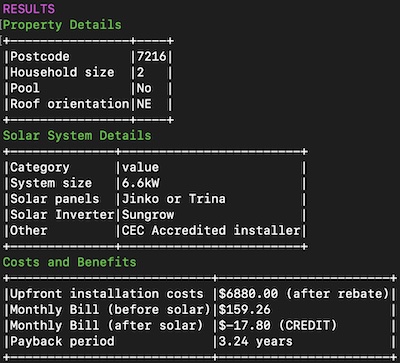 RESULTS
Property Details
+----------------+----+
|Postcode |7216|
|Household size |2 |
|Pool |No |
|Roof orientation|NE |
+----------------+----+
Solar System Details
+--------------+------------------------+
|Category |value |
|System size |6.6kW |
|Solar panels |Jinko or Trina |
|Solar Inverter|Sungrow |
|Other |CEC Accredited installer|
+--------------+------------------------+
Costs and Benefits
+---------------------------+-----------------------+
|Upfront installation costs |$6880.00 (after rebate)|
|Monthly Bill (before solar)|$159.26 |
|Monthly Bill (after solar) |$-17.80 (CREDIT) |
|Payback period |3.24 years |
+---------------------------+-----------------------+